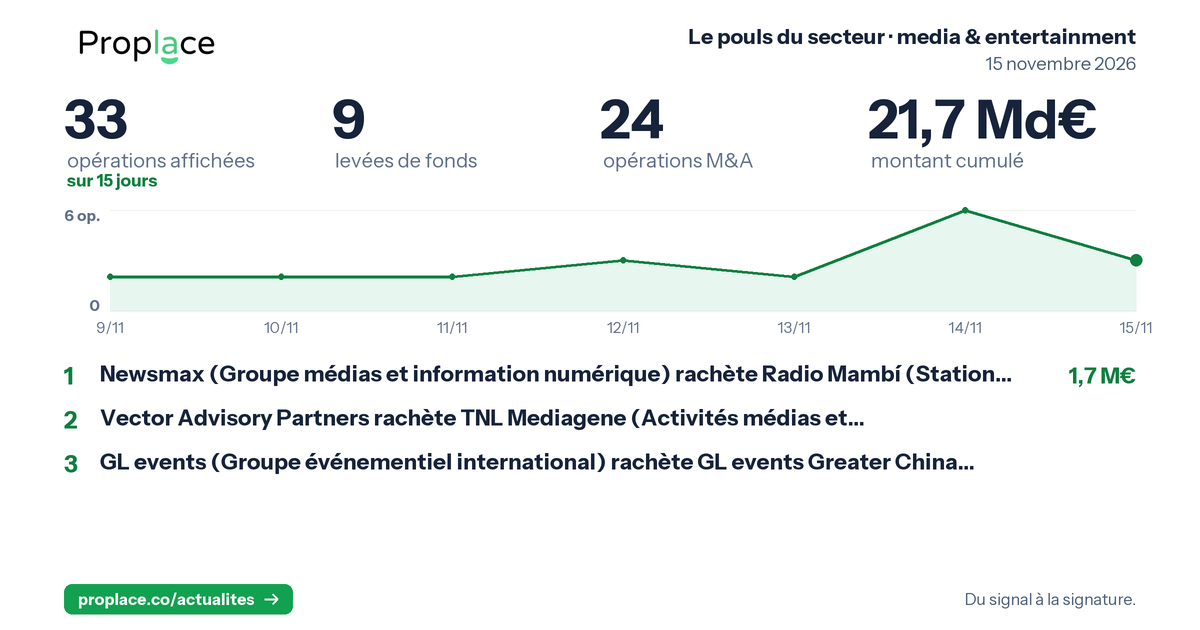 Proplace
Le pouls du secteur · media & entertainment
15 novembre 2026
33
opérations affichées
sur 15 jours
9
levées de fonds
24
opérations M&A
21,7 Md€
montant cumulé
6 op.
0
9/11
10/11
11/11
12/11
13/11
14/11
15/11
1 Newsmax (Groupe médias et information numérique) rachète Radio Mambí (Station... 1,7 M€
2 Vector Advisory Partners rachète TNL Mediagene (Activités médias et...
3 GL events (Groupe événementiel international) rachète GL events Greater China...
proplace.co/actualites →
Du signal à la signature.